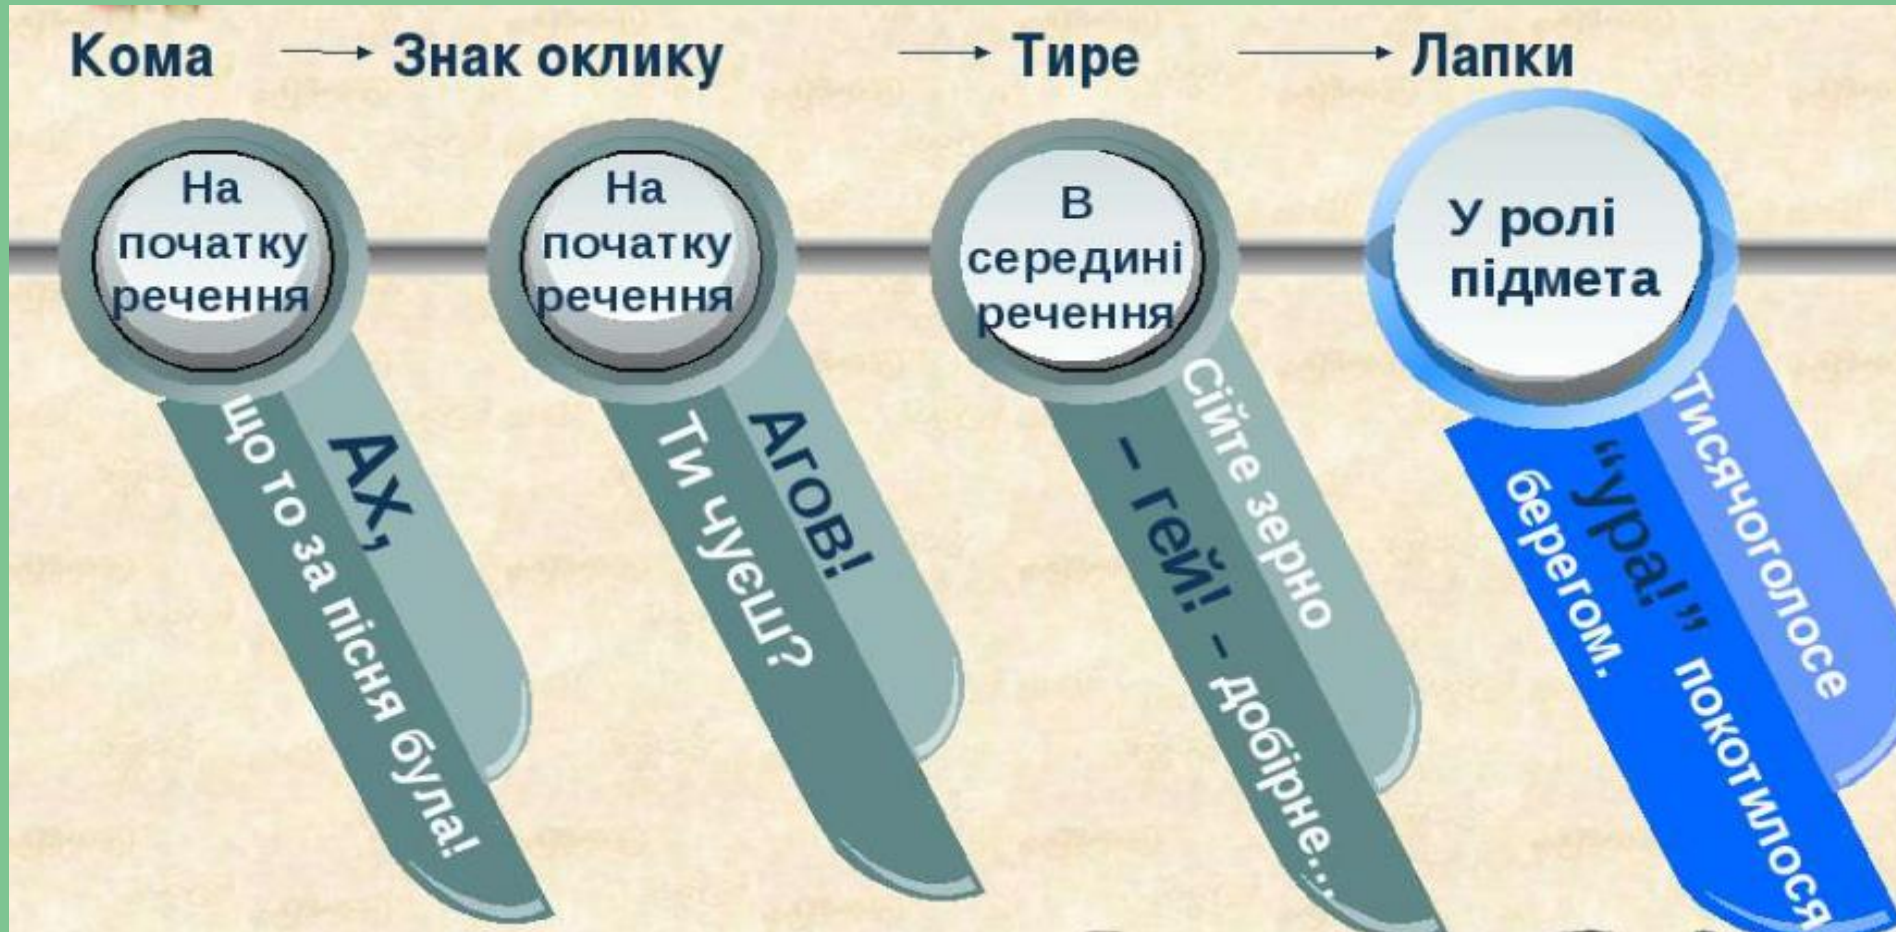 Кома
Знак оклику
Тире
Лапки
На
початку
речення
Ах,
що то за пісня була!
На
початку
речення
Агов!
Ти чуєш?
В
середині
речення
Сійте зерно
– гей! – добірне...
У ролі
підмета
Тисячоголосе
“ура!” покотилося
берегом.